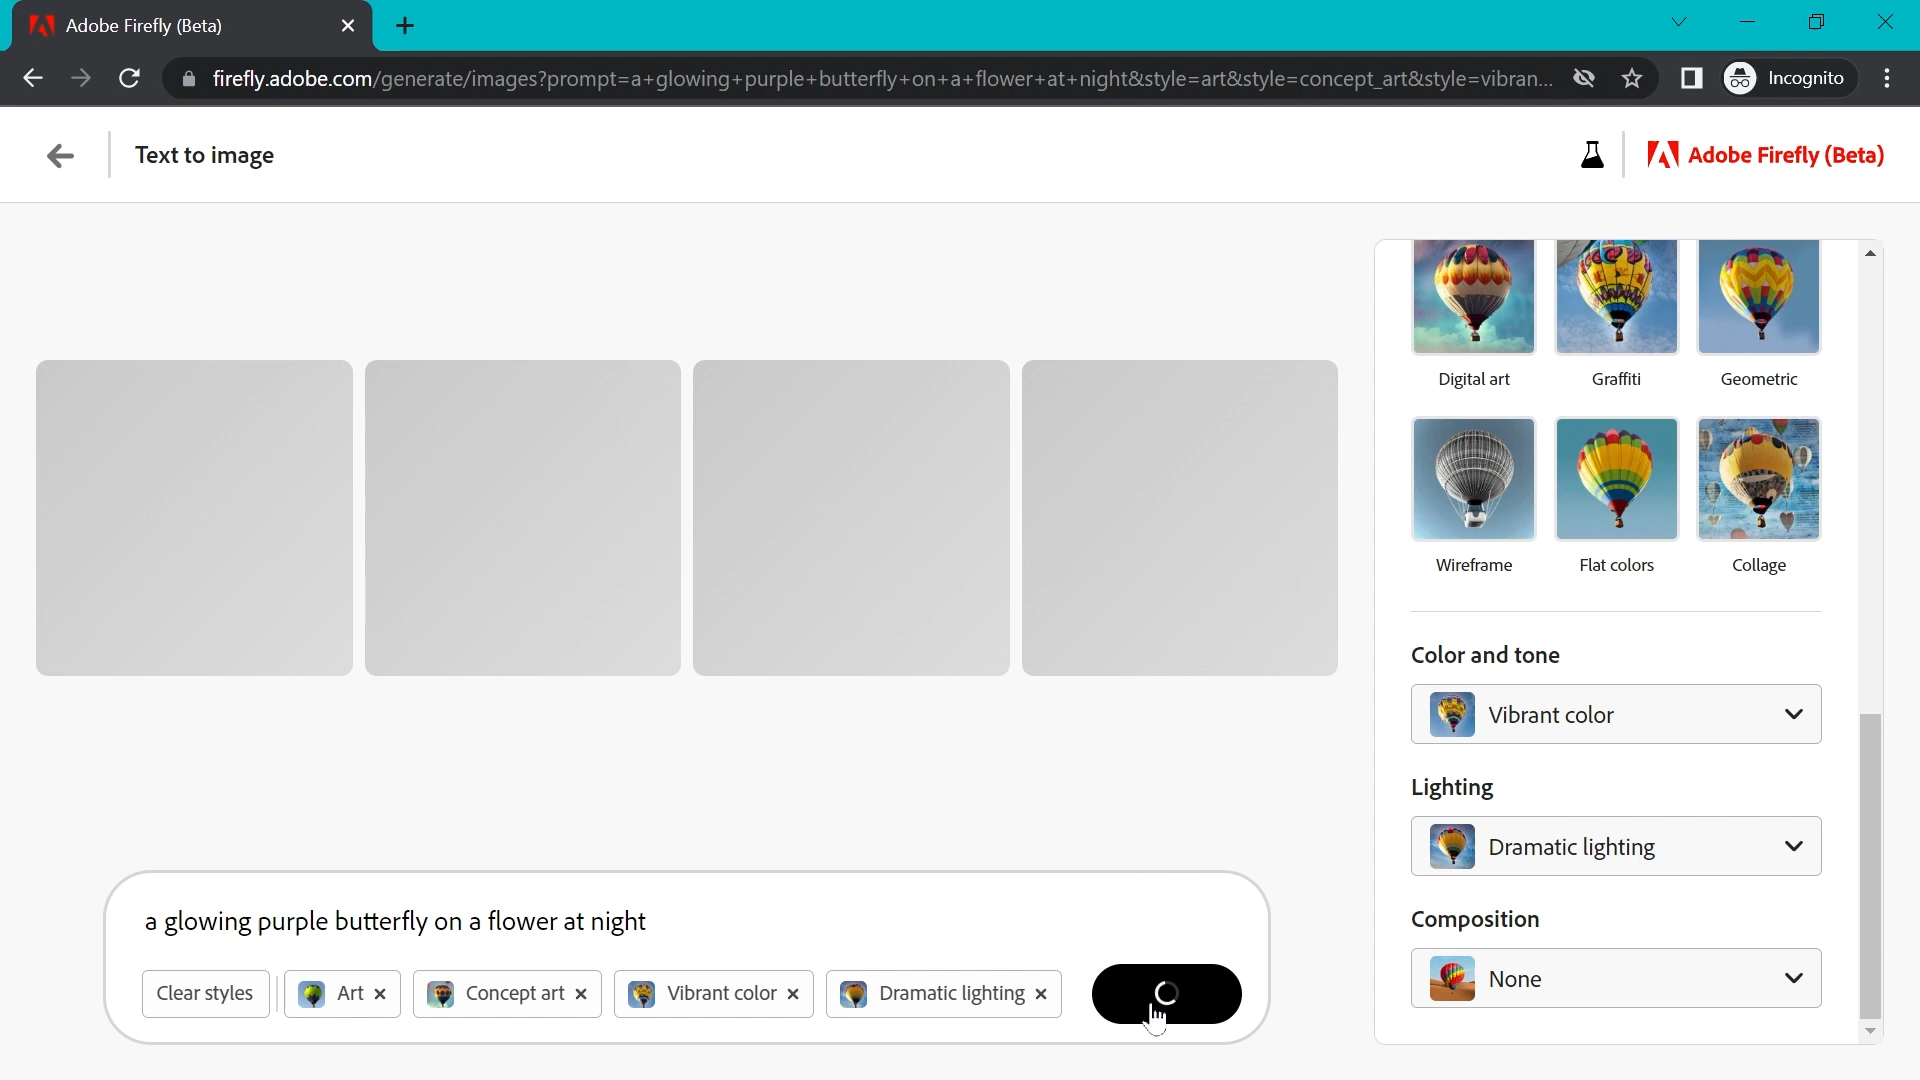 Adobe Firefly (Beta)
firefly.adobe.com/generate/images?prompt=a+glowing+purple+butterfly+on+a+flower+at+night&style=art&style=concept_art&style=vibran...
Incognito
Text to image
Adobe Firefly (Beta)
Digital art
Graffiti
Geometric
Wireframe
Flat colors
Collage
Color and tone
Vibrant color
Lighting
Dramatic lighting
Composition
None
a glowing purple butterfly on a flower at night
Clear styles
Art
Concept art
Vibrant color
Dramatic lighting